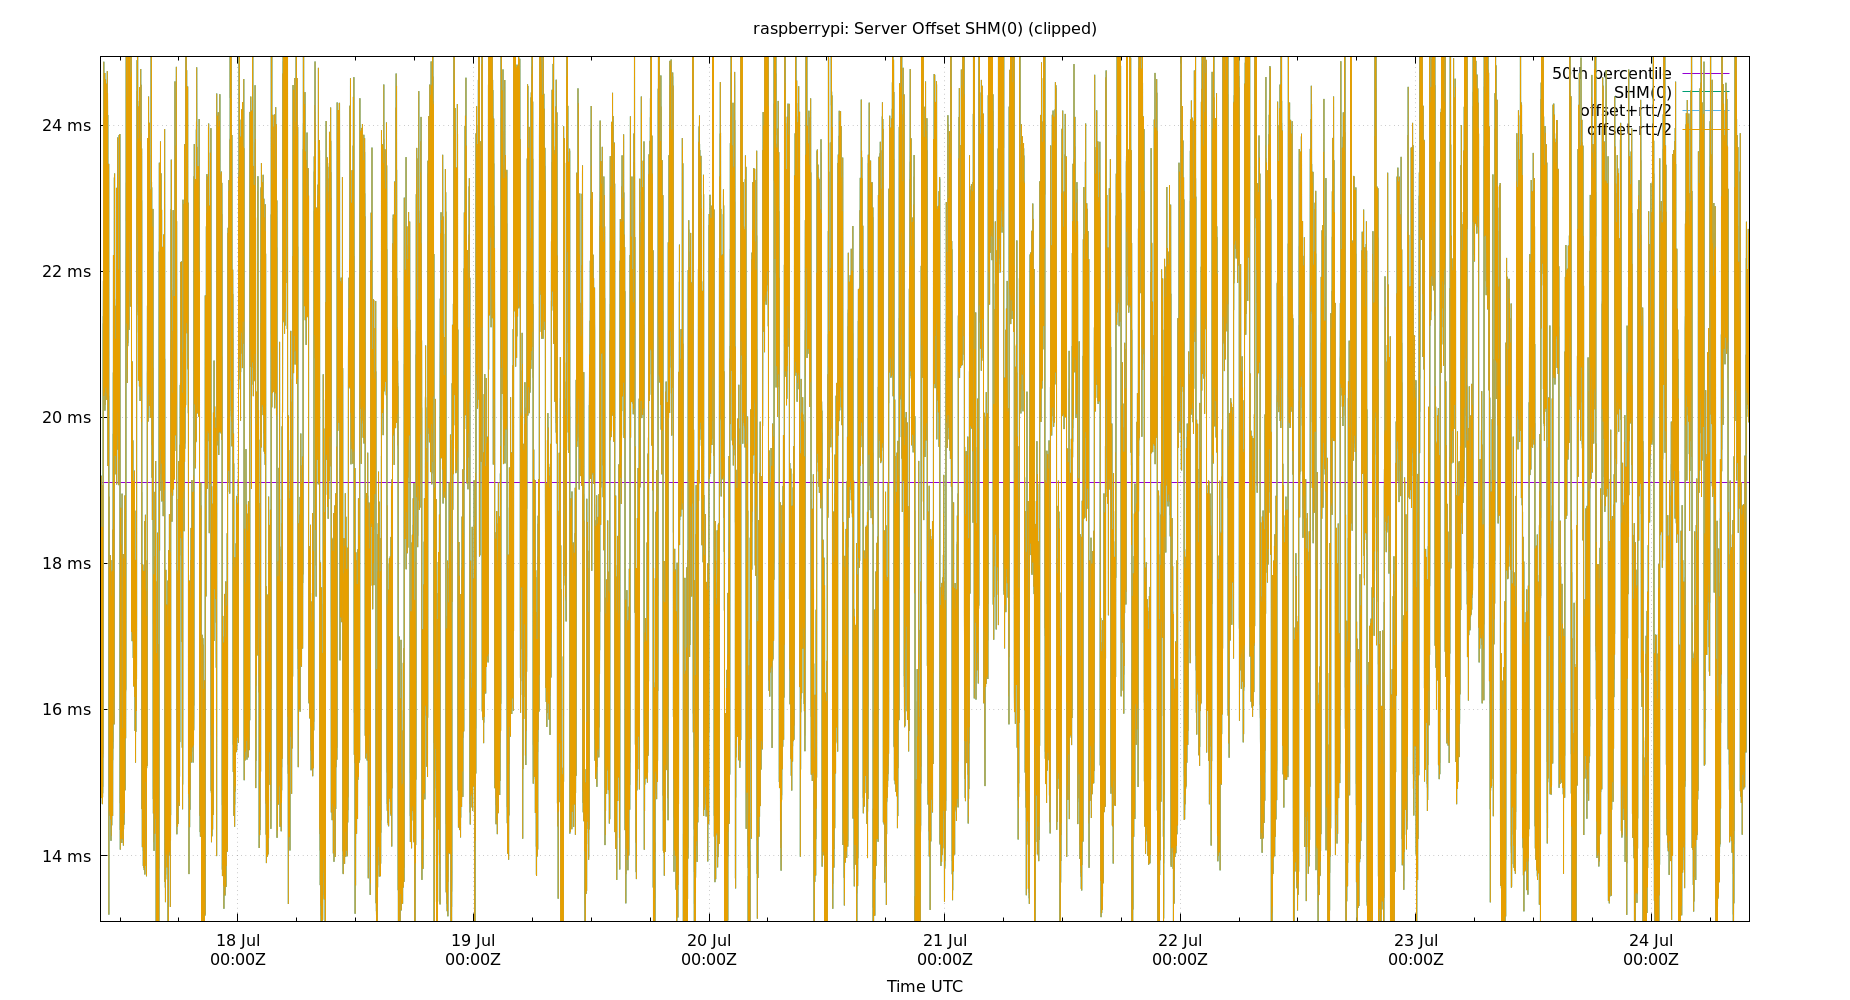 raspberrypi: Server Offset SHM(0) (clipped)
50th percentile
SHM(0)
offset+rtt/2
offset-rtt/2
24 ms
22 ms
20 ms
18 ms
16 ms
14 ms
18 Jul 19 Jul 20 Jul 21 Jul 22 Jul 23 Jul 24 Jul
00:00Z 00:00Z 00:00Z 00:00Z 00:00Z 00:00Z 00:00Z
Time UTC